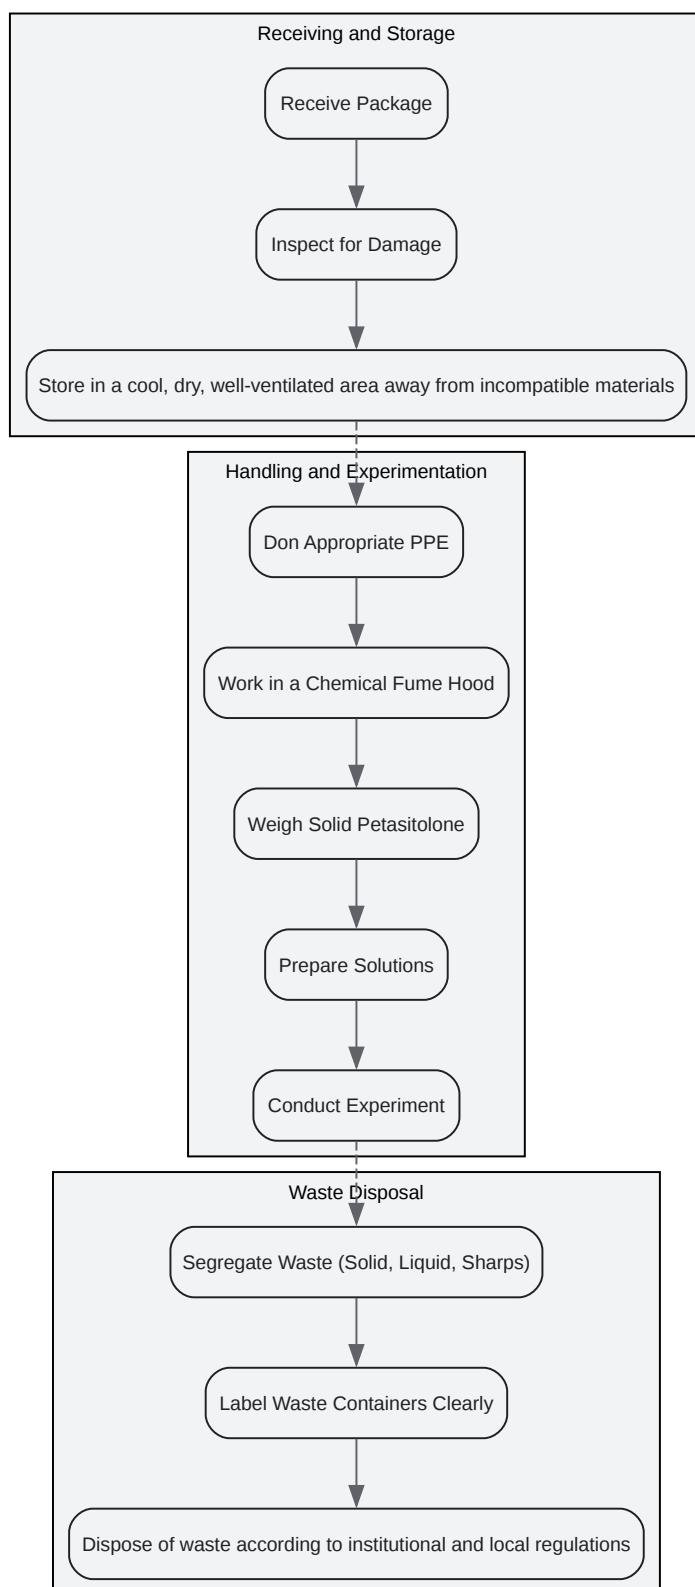 Receiving and Storage
Receive Package
Inspect for Damage
Store in a cool, dry, well-ventilated area away from incompatible materials
Handling and Experimentation
Don Appropriate PPE
Work in a Chemical Fume Hood
Weigh Solid Petasitolone
Prepare Solutions
Conduct Experiment
Waste Disposal
Segregate Waste (Solid, Liquid, Sharps)
Label Waste Containers Clearly
Dispose of waste according to institutional and local regulations